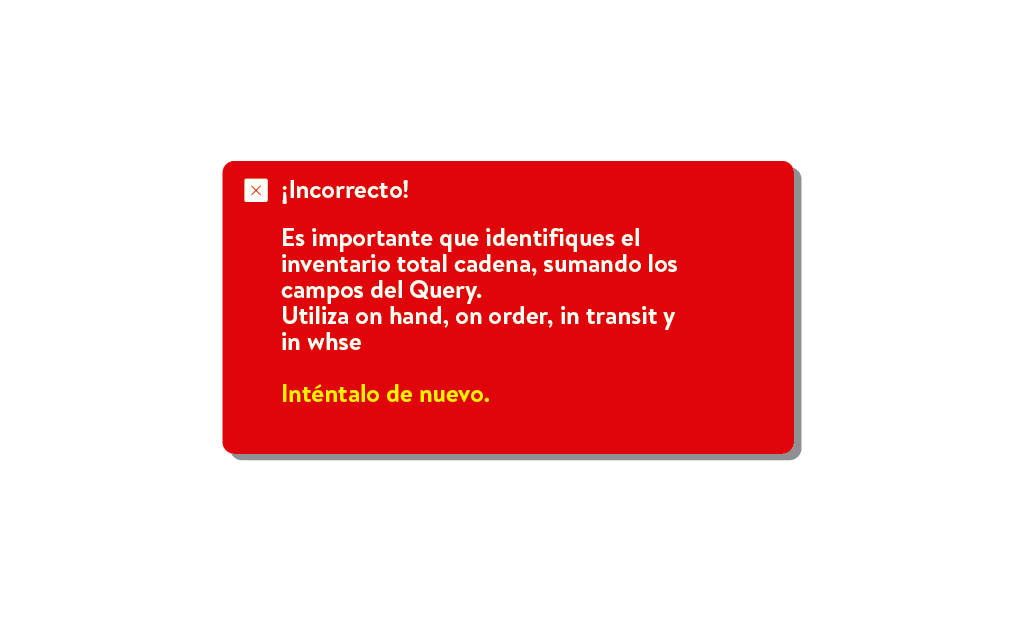 ¡Incorrecto!
Es importante que identifiques el
inventario total cadena, sumando los
campos del Query.
Utiliza on hand, on order, in transit y
in whse
Inténtalo de nuevo.